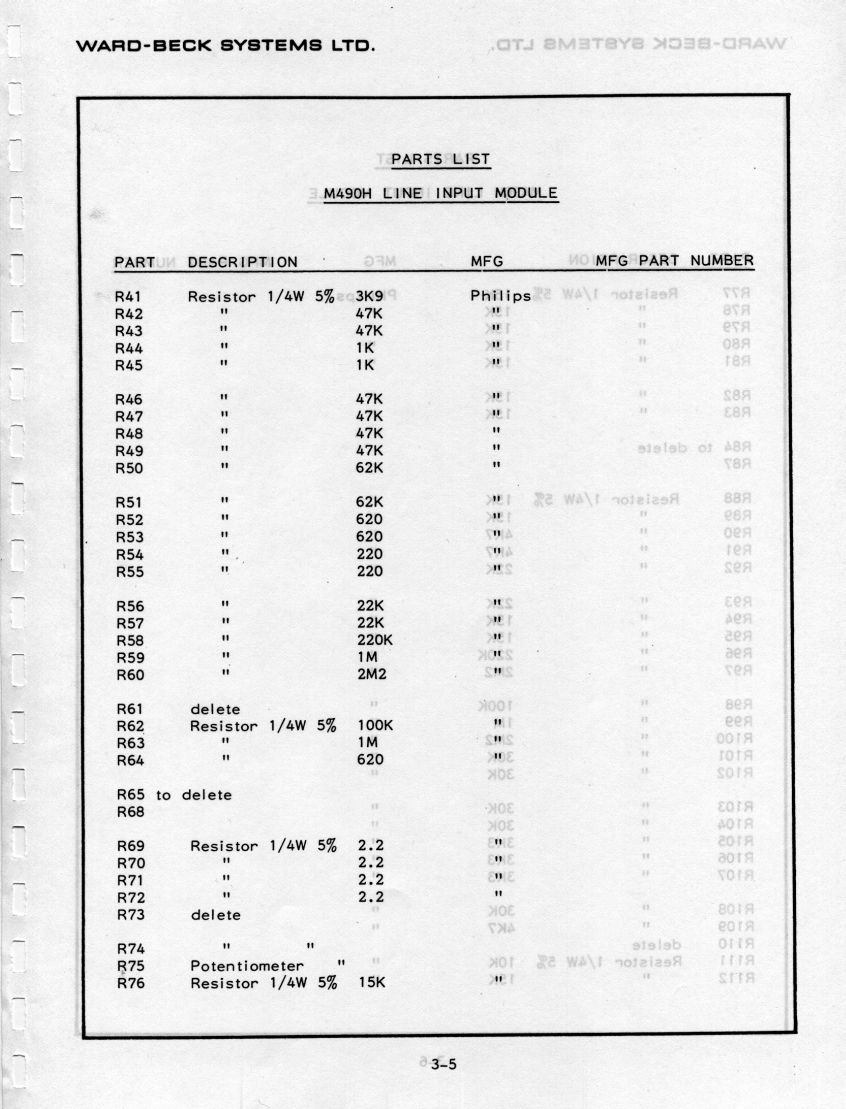 WARD-BECK SYSTEMS LTD.
PARTS LIST
M490H LINE INPUT MODULE
PART DESCRIPTION MFG MFG PART NUMBER
R41 Resistor 1/4W 5% 3K9 Philips
R42 " 47K "
R43 " 47K "
R44 " 1K "
R45 " 1K "
R46 " 47K "
R47 " 47K "
R48 " 47K "
R49 " 47K "
R50 " 62K "
R51 " 62K "
R52 " 620 "
R53 " 620 "
R54 " 220 "
R55 " 220 "
R56 " 22K "
R57 " 22K "
R58 " 220K "
R59 " 1M "
R60 " 2M2 "
R61 delete
R62 Resistor 1/4W 5% 100K "
R63 " 1M "
R64 " 620 "
R65 to delete
R68
R69 Resistor 1/4W 5% 2.2 "
R70 " 2.2 "
R71 " 2.2 "
R72 " 2.2 "
R73 delete
R74 " "
R75 Potentiometer "
R76 Resistor 1/4W 5% 15K "
3-5